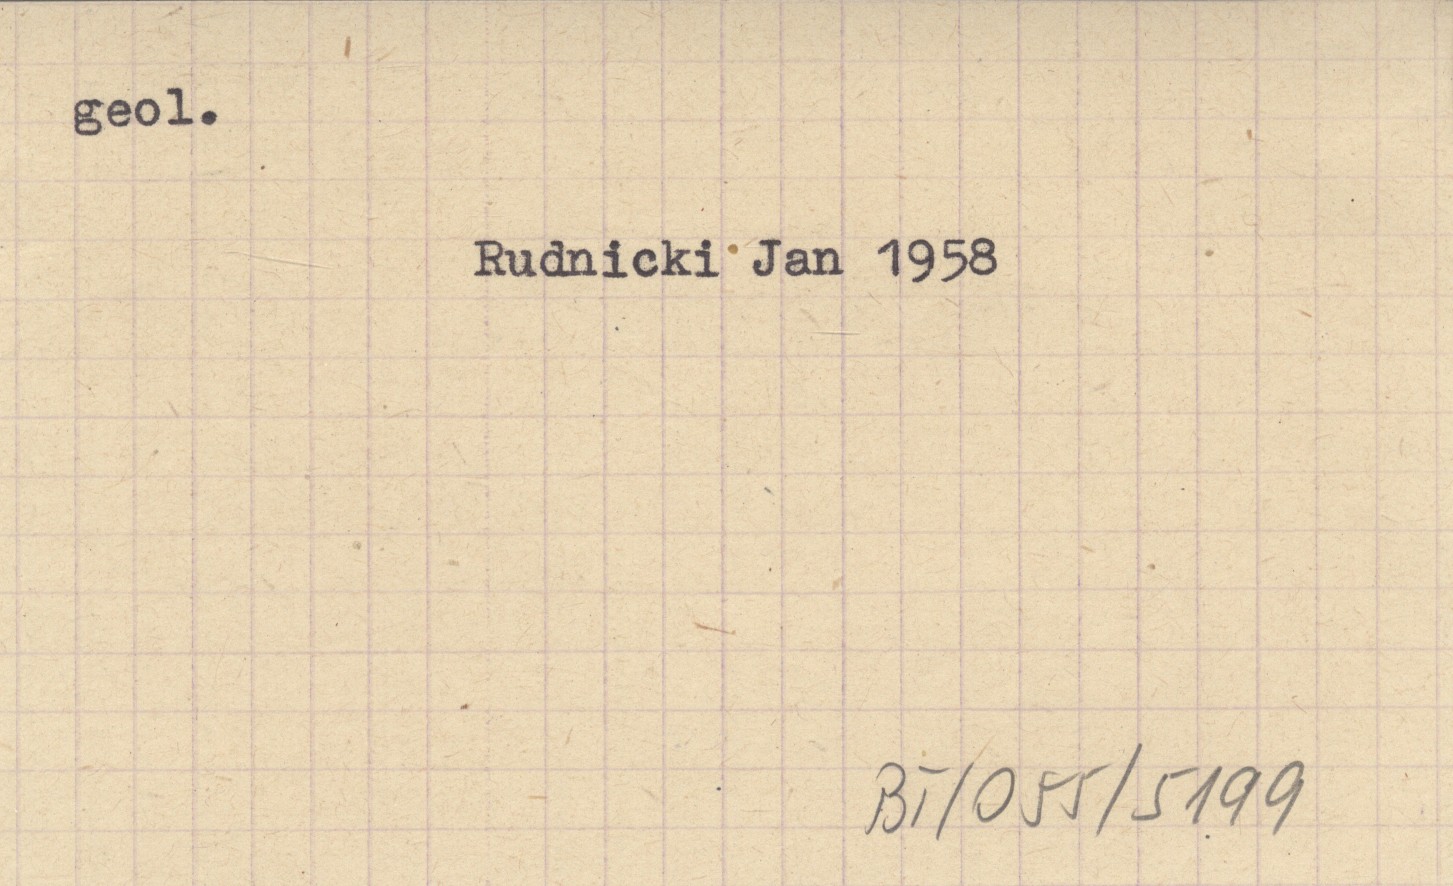 geol.
Rudnicki Jan 1958
BI/055/5199